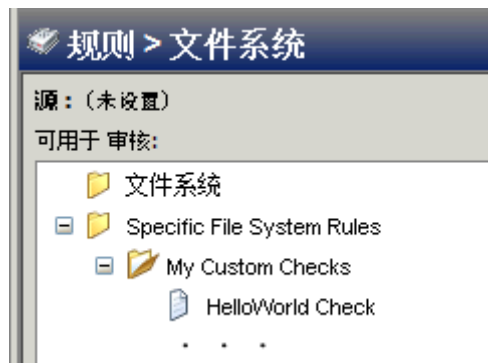 规则 > 文件系统
源：（未设置）
可用于 审核:
文件系统
Specific File System Rules
My Custom Checks
HelloWorld Check
. . .